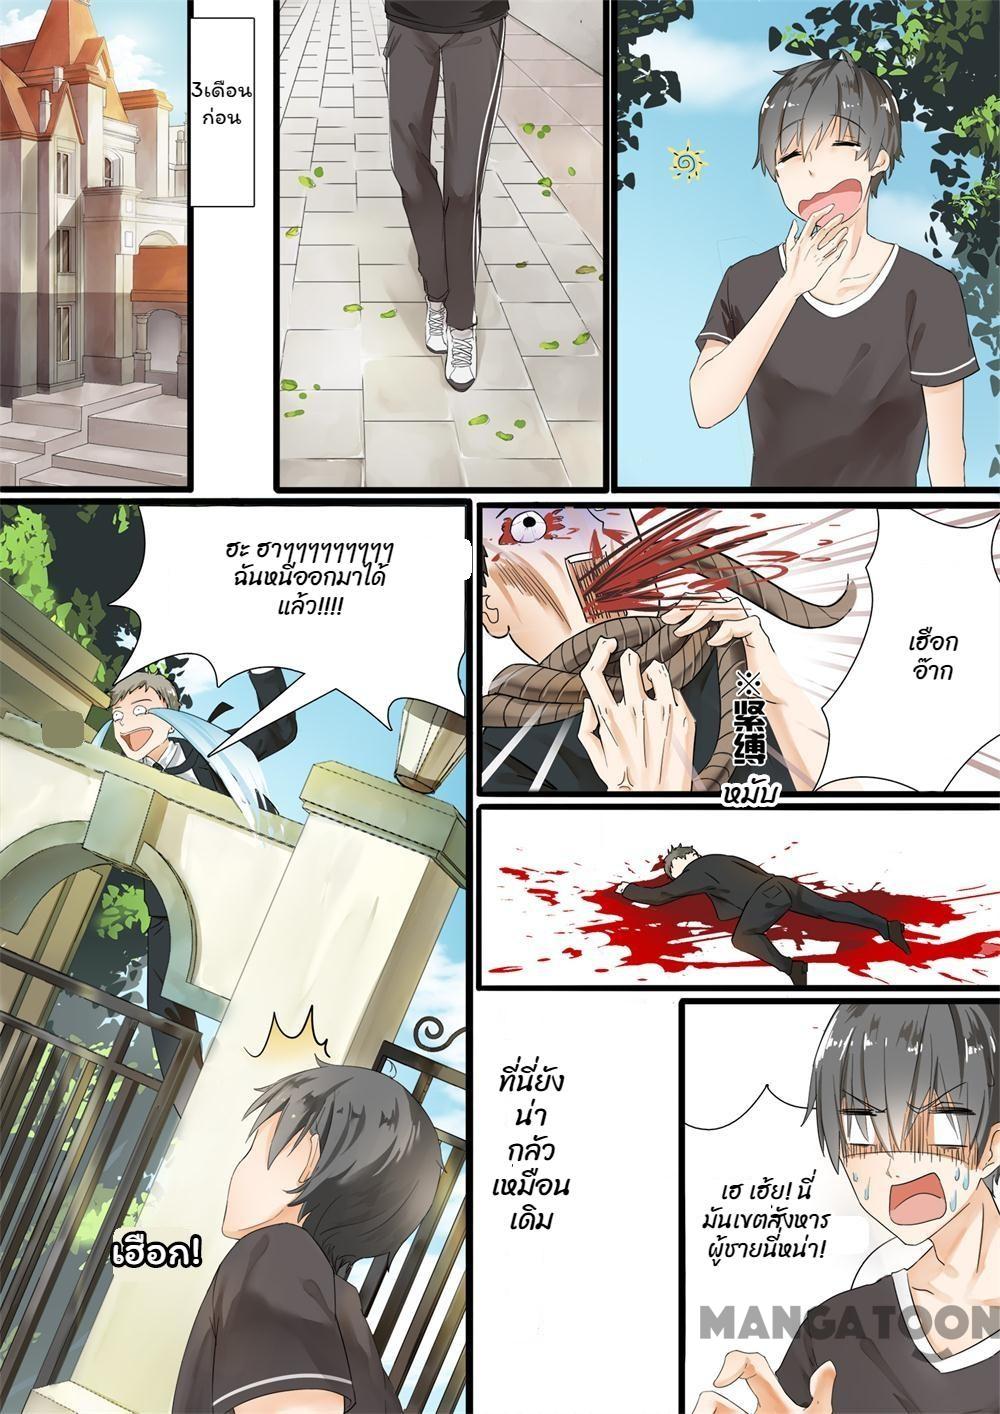 3เดือน
ก่อน
ฮะ ฮาๆๆๆๆๆๆๆๆๆๆ
ฉันหนีออกมาได้
แล้ว!!!!
เฮือก
อ๊าก
※緊縛
หมับ
เฮือก!
ที่นี่ยัง
น่า
กลัว
เหมือน
เดิม
เฮ เฮ้ย! นี่
มันเขตสังหาร
ผู้ชายนี่หน่า!
MANGATOON